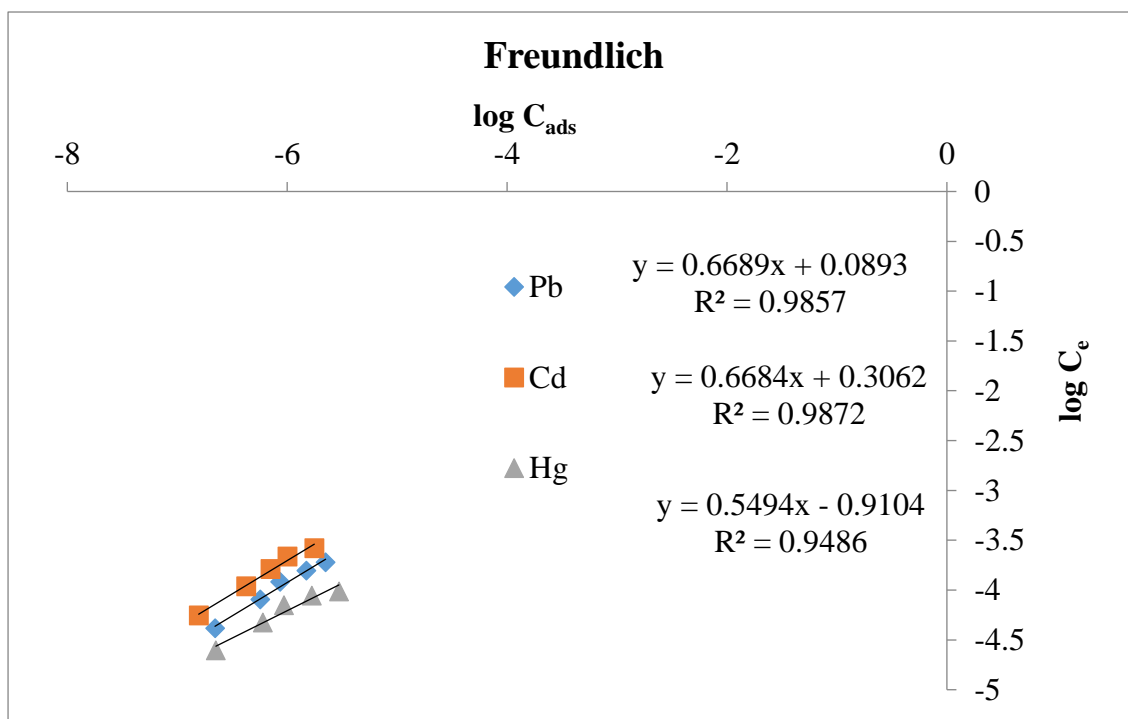 Freundlich
log Cads
-8 -6 -4 -2 0
0
-0.5
-1
-1.5
-2
-2.5
-3
-3.5
-4
-4.5
-5
log Ce
Pb
y = 0.6689x + 0.0893
R² = 0.9857
Cd
y = 0.6684x + 0.3062
R² = 0.9872
Hg
y = 0.5494x - 0.9104
R² = 0.9486